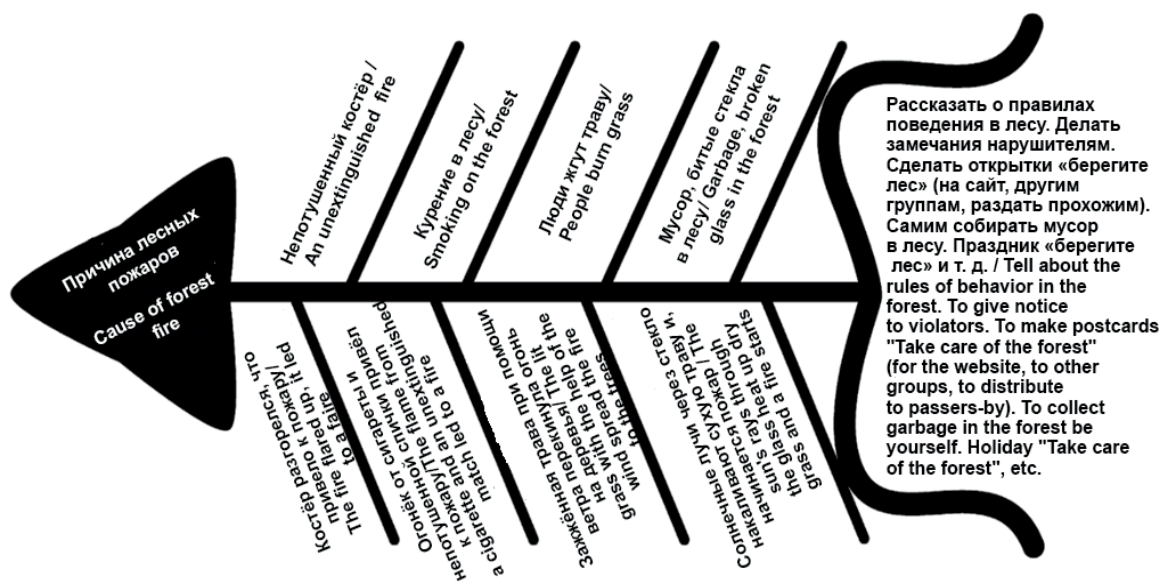 Причина лесных
пожаров
Cause of forest
fire
Непотушенный костёр /
An unextinguished fire
Курение в лесу/
Smoking on the forest
Люди жгут траву/
People burn grass
Мусор, битые стекла
в лесу/ Garbage, broken
glass in the forest
Костёр разгорелся, что
привело к пожару/
The fire flared up, it led
to a faire
Огонёк от сигареты и
непотушенной спички привёл
к пожару/The flame from
a cigarette and an unextinguished
match led to a fire
Зажжённая трава при помощи
ветра перекинула огонь
на деревья/ The lit
grass with the help of the
wind spread the fire
to the trees
Солнечные лучи через стекло
накаливают сухую траву и,
начинается пожар / The
sun's rays through
the glass heat up dry
grass and a fire starts
Рассказать о правилах
поведения в лесу. Делать
замечания нарушителям.
Сделать открытки «берегите
лес» (на сайт, другим
группам, раздать прохожим).
Самим собирать мусор
в лесу. Праздник «берегите
лес» и т. д. / Tell about the
rules of behavior in the
forest. To give notice
to violators. To make postcards
"Take care of the forest"
(for the website, to other
groups, to distribute
to passers-by). To collect
garbage in the forest be
yourself. Holiday "Take care
of the forest", etc.